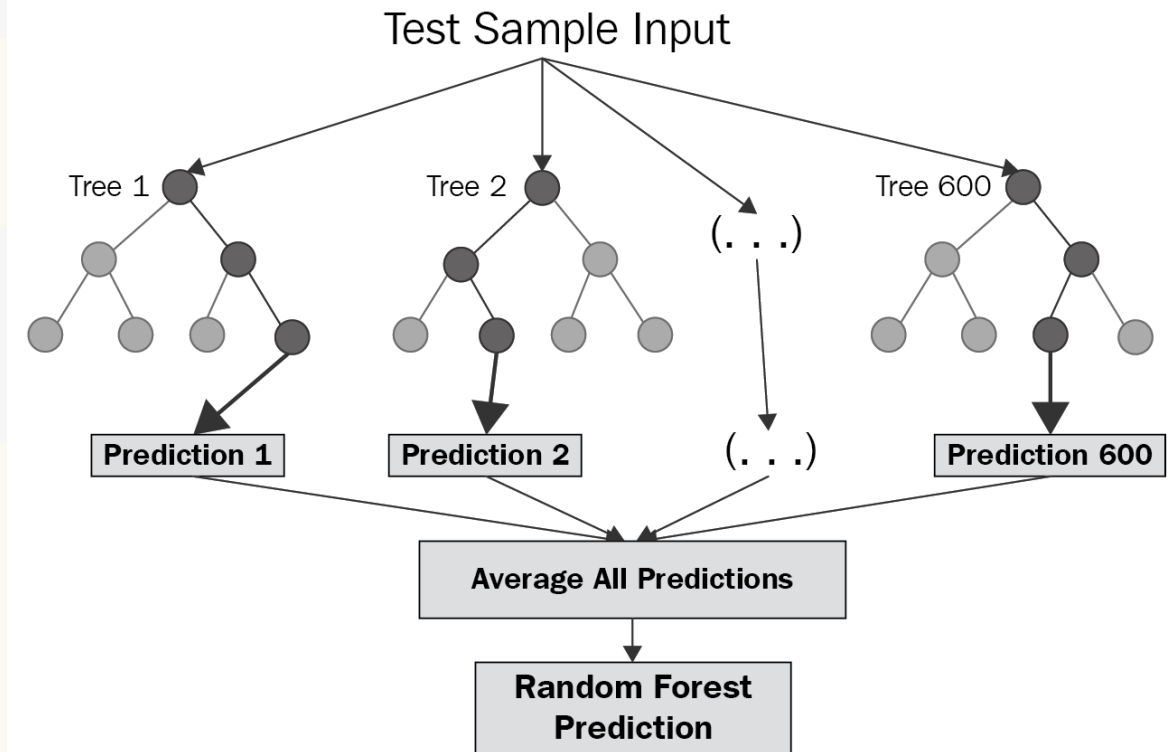 Test Sample Input
Tree 1
Tree 2
Tree 600
(. . .)
Prediction 1
Prediction 2
(. . .)
Prediction 600
Average All Predictions
Random Forest
Prediction